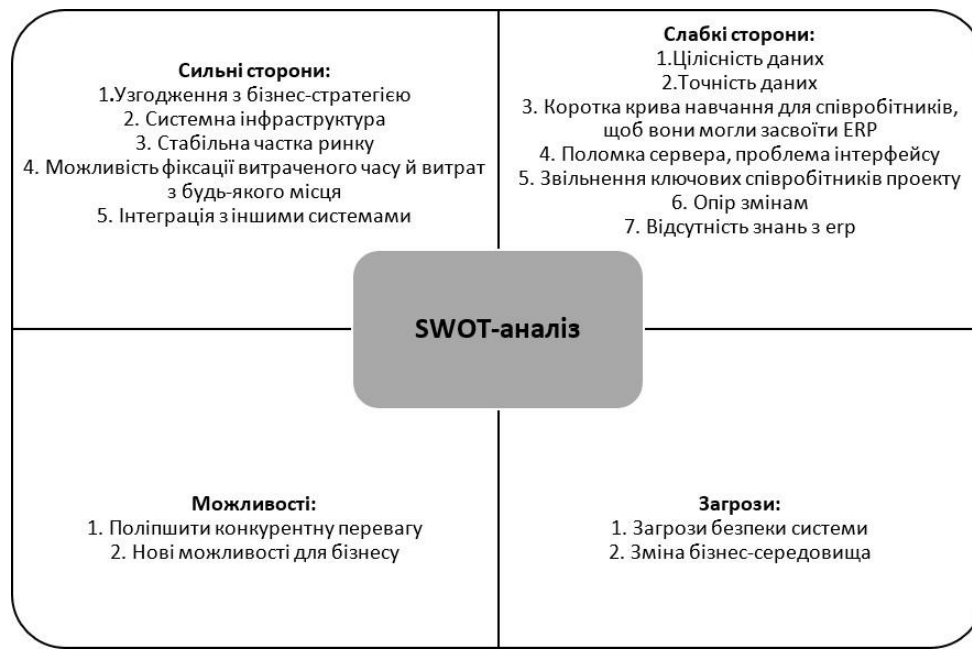 Сильні сторони:
1.Узгодження з бізнес-стратегією
2. Системна інфраструктура
3. Стабільна частка ринку
4. Можливість фіксації витраченого часу й витрат
з будь-якого місця
5. Інтеграція з іншими системами
Слабкі сторони:
1.Цілісність даних
2.Точність даних
3. Коротка крива навчання для співробітників,
щоб вони могли засвоїти ERP
4. Поломка сервера, проблема інтерфейсу
5. Звільнення ключових співробітників проекту
6. Опір змінам
7. Відсутність знань з erp
SWOT-аналіз
Можливості:
1. Поліпшити конкурентну перевагу
2. Нові можливості для бізнесу
Загрози:
1. Загрози безпеки системи
2. Зміна бізнес-середовища